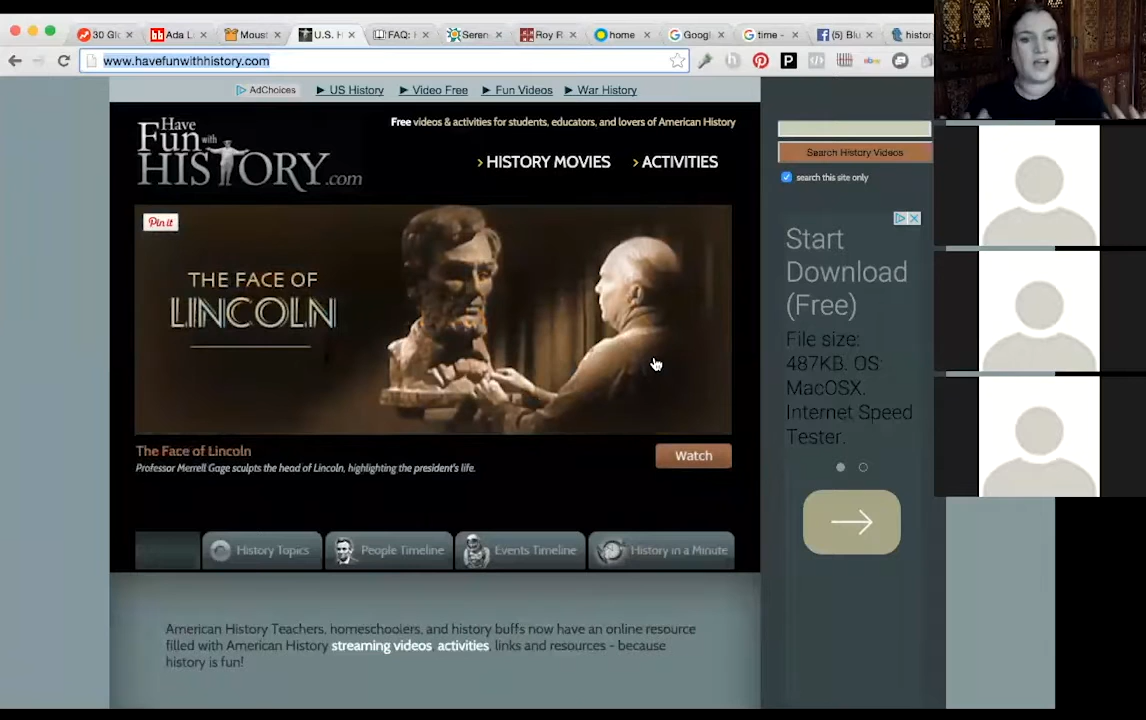 30 Gl
Ada L
Moust
U.S. H
FAQ: H
Seren
Roy R
home
Googl
time -
(5) Blu
histor
www.havefunwithhistory.com
AdChoices
US History
Video Free
Fun Videos
War History
Have
Fun with
HISTORY.com
Free videos & activities for students, educators, and lovers of American History
› HISTORY MOVIES › ACTIVITIES
Search History Videos
search this site only
Pin it
THE FACE OF
LINCOLN
The Face of Lincoln
Professor Merrell Gage sculpts the head of Lincoln, highlighting the president's life.
Watch
Start
Download
(Free)
File size:
487KB. OS:
MacOSX.
Internet Speed
Tester.
History Topics
People Timeline
Events Timeline
History in a Minute
American History Teachers, homeschoolers, and history buffs now have an online resource
filled with American History streaming videos activities, links and resources - because
history is fun!